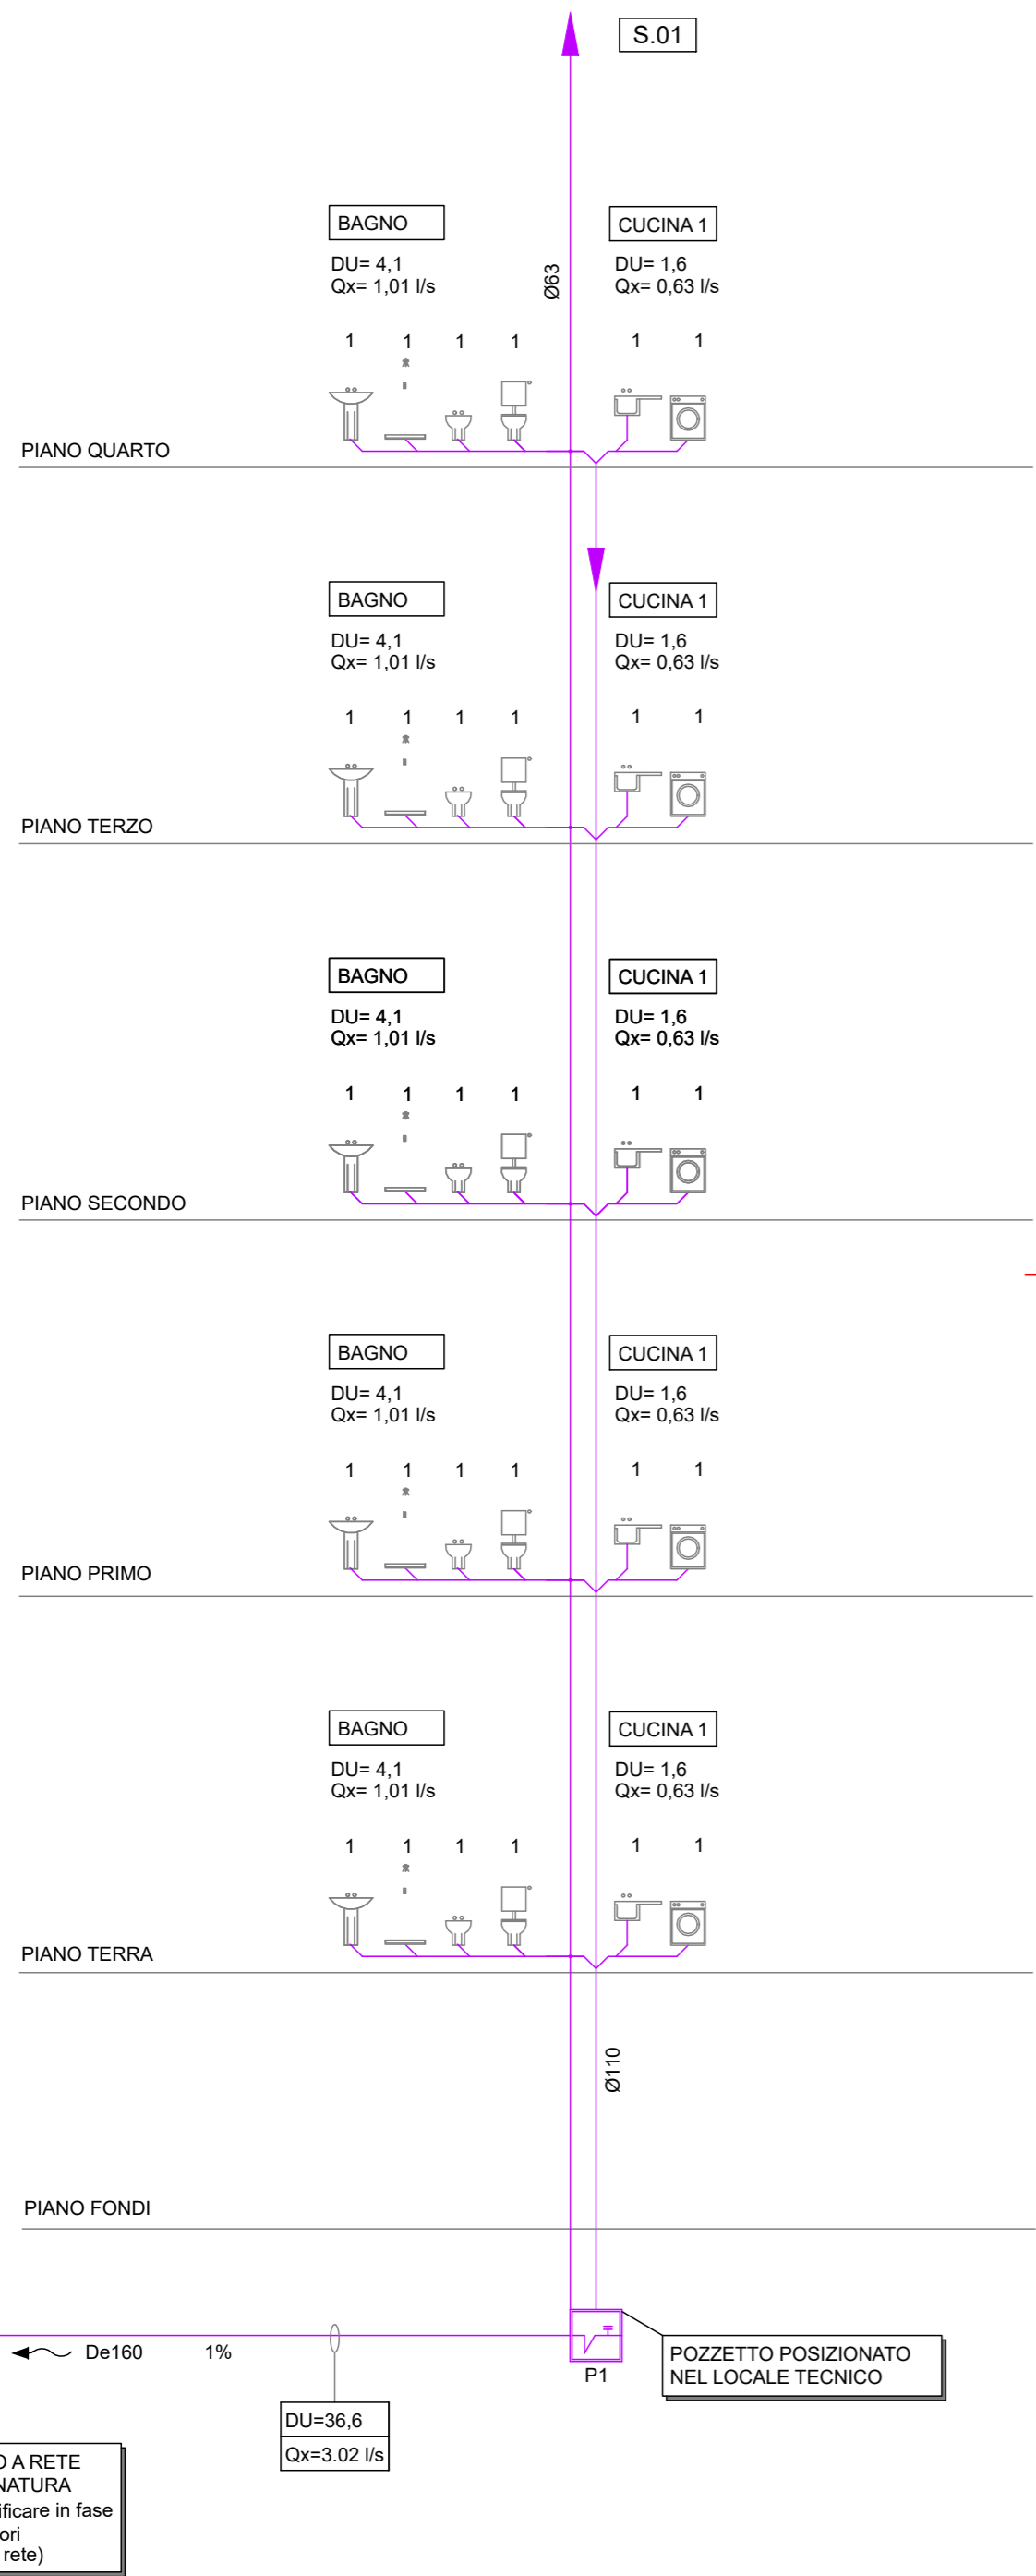 S.01
BAGNO
CUCINA 1
DU= 4,1
Qx= 1,01 l/s
Ø63
DU= 1,6
Qx= 0,63 l/s
1 1 1 1 1 1
PIANO QUARTO
BAGNO
CUCINA 1
DU= 4,1
Qx= 1,01 l/s
DU= 1,6
Qx= 0,63 l/s
1 1 1 1 1 1
PIANO TERZO
BAGNO
CUCINA 1
DU= 4,1
Qx= 1,01 l/s
DU= 1,6
Qx= 0,63 l/s
1 1 1 1 1 1
PIANO SECONDO
BAGNO
CUCINA 1
DU= 4,1
Qx= 1,01 l/s
DU= 1,6
Qx= 0,63 l/s
1 1 1 1 1 1
PIANO PRIMO
BAGNO
CUCINA 1
DU= 4,1
Qx= 1,01 l/s
DU= 1,6
Qx= 0,63 l/s
1 1 1 1 1 1
PIANO TERRA
Ø110
PIANO FONDI
De160 1%
P1
POZZETTO POSIZIONATO
NEL LOCALE TECNICO
DU=36,6
Qx=3.02 l/s
A RETE
NATURA
ificare in fase
ori
rete)